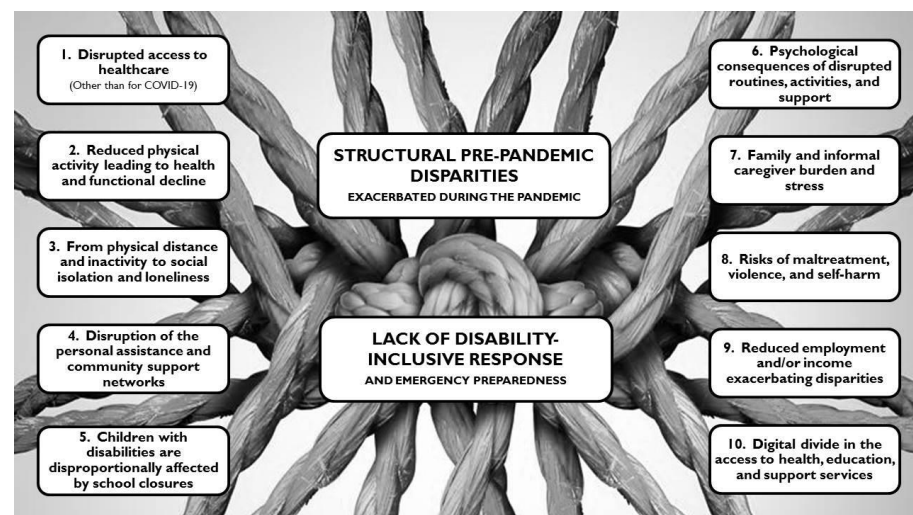 1. Disrupted access to
healthcare
(Other than for COVID-19)
2. Reduced physical
activity leading to health
and functional decline
3. From physical distance
and inactivity to social
isolation and loneliness
4. Disruption of the
personal assistance and
community support
networks
5. Children with
disabilities are
disproportionally affected
by school closures
STRUCTURAL PRE-PANDEMIC
DISPARITIES
EXACERBATED DURING THE PANDEMIC
LACK OF DISABILITY-
INCLUSIVE RESPONSE
AND EMERGENCY PREPAREDNESS
6. Psychological
consequences of disrupted
routines, activities, and
support
7. Family and informal
caregiver burden and
stress
8. Risks of maltreatment,
violence, and self-harm
9. Reduced employment
and/or income
exacerbating disparities
10. Digital divide in the
access to health, education,
and support services